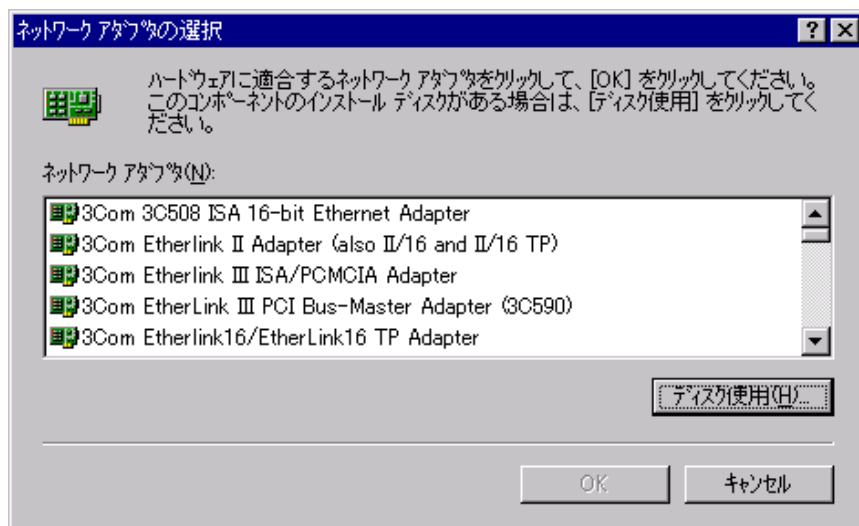 ネットワーク アダプタの選択
ハードウェアに適合するネットワーク アダプタをクリックして、[OK] をクリックしてください。
このコンポーネントのインストール ディスクがある場合は、[ディスク使用] をクリックしてく
ださい。
ネットワーク アダプタ(N):
3Com 3C508 ISA 16-bit Ethernet Adapter
3Com Etherlink II Adapter (also II/16 and II/16 TP)
3Com Etherlink III ISA/PCMCIA Adapter
3Com EtherLink III PCI Bus-Master Adapter (3C590)
3Com Etherlink16/EtherLink16 TP Adapter
ディスク使用(H)...
OK キャンセル